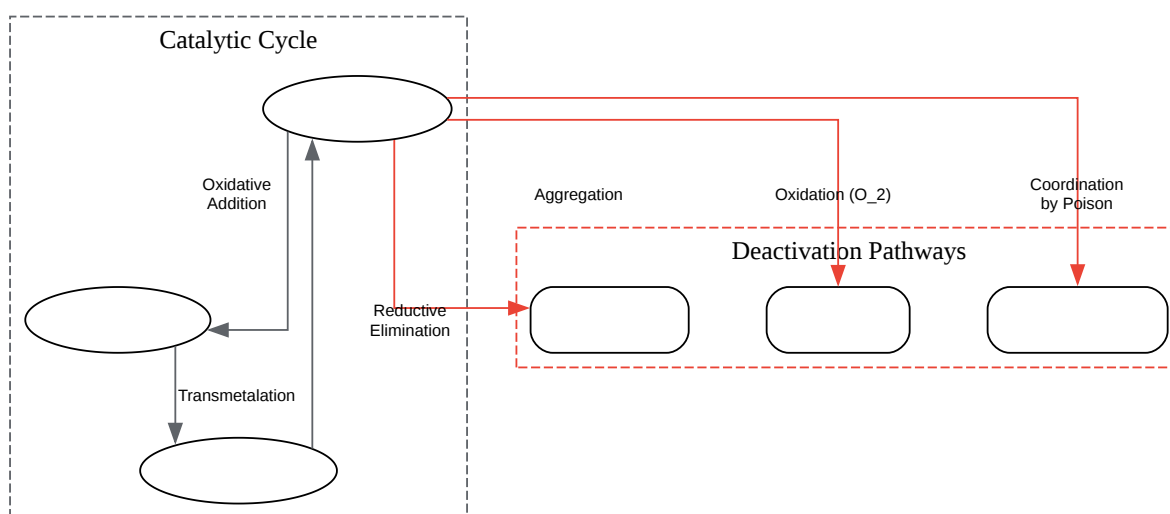 Catalytic Cycle
Oxidative
Addition
Aggregation
Oxidation (O_2)
Coordination
by Poison
Deactivation Pathways
Reductive
Elimination
Transmetalation